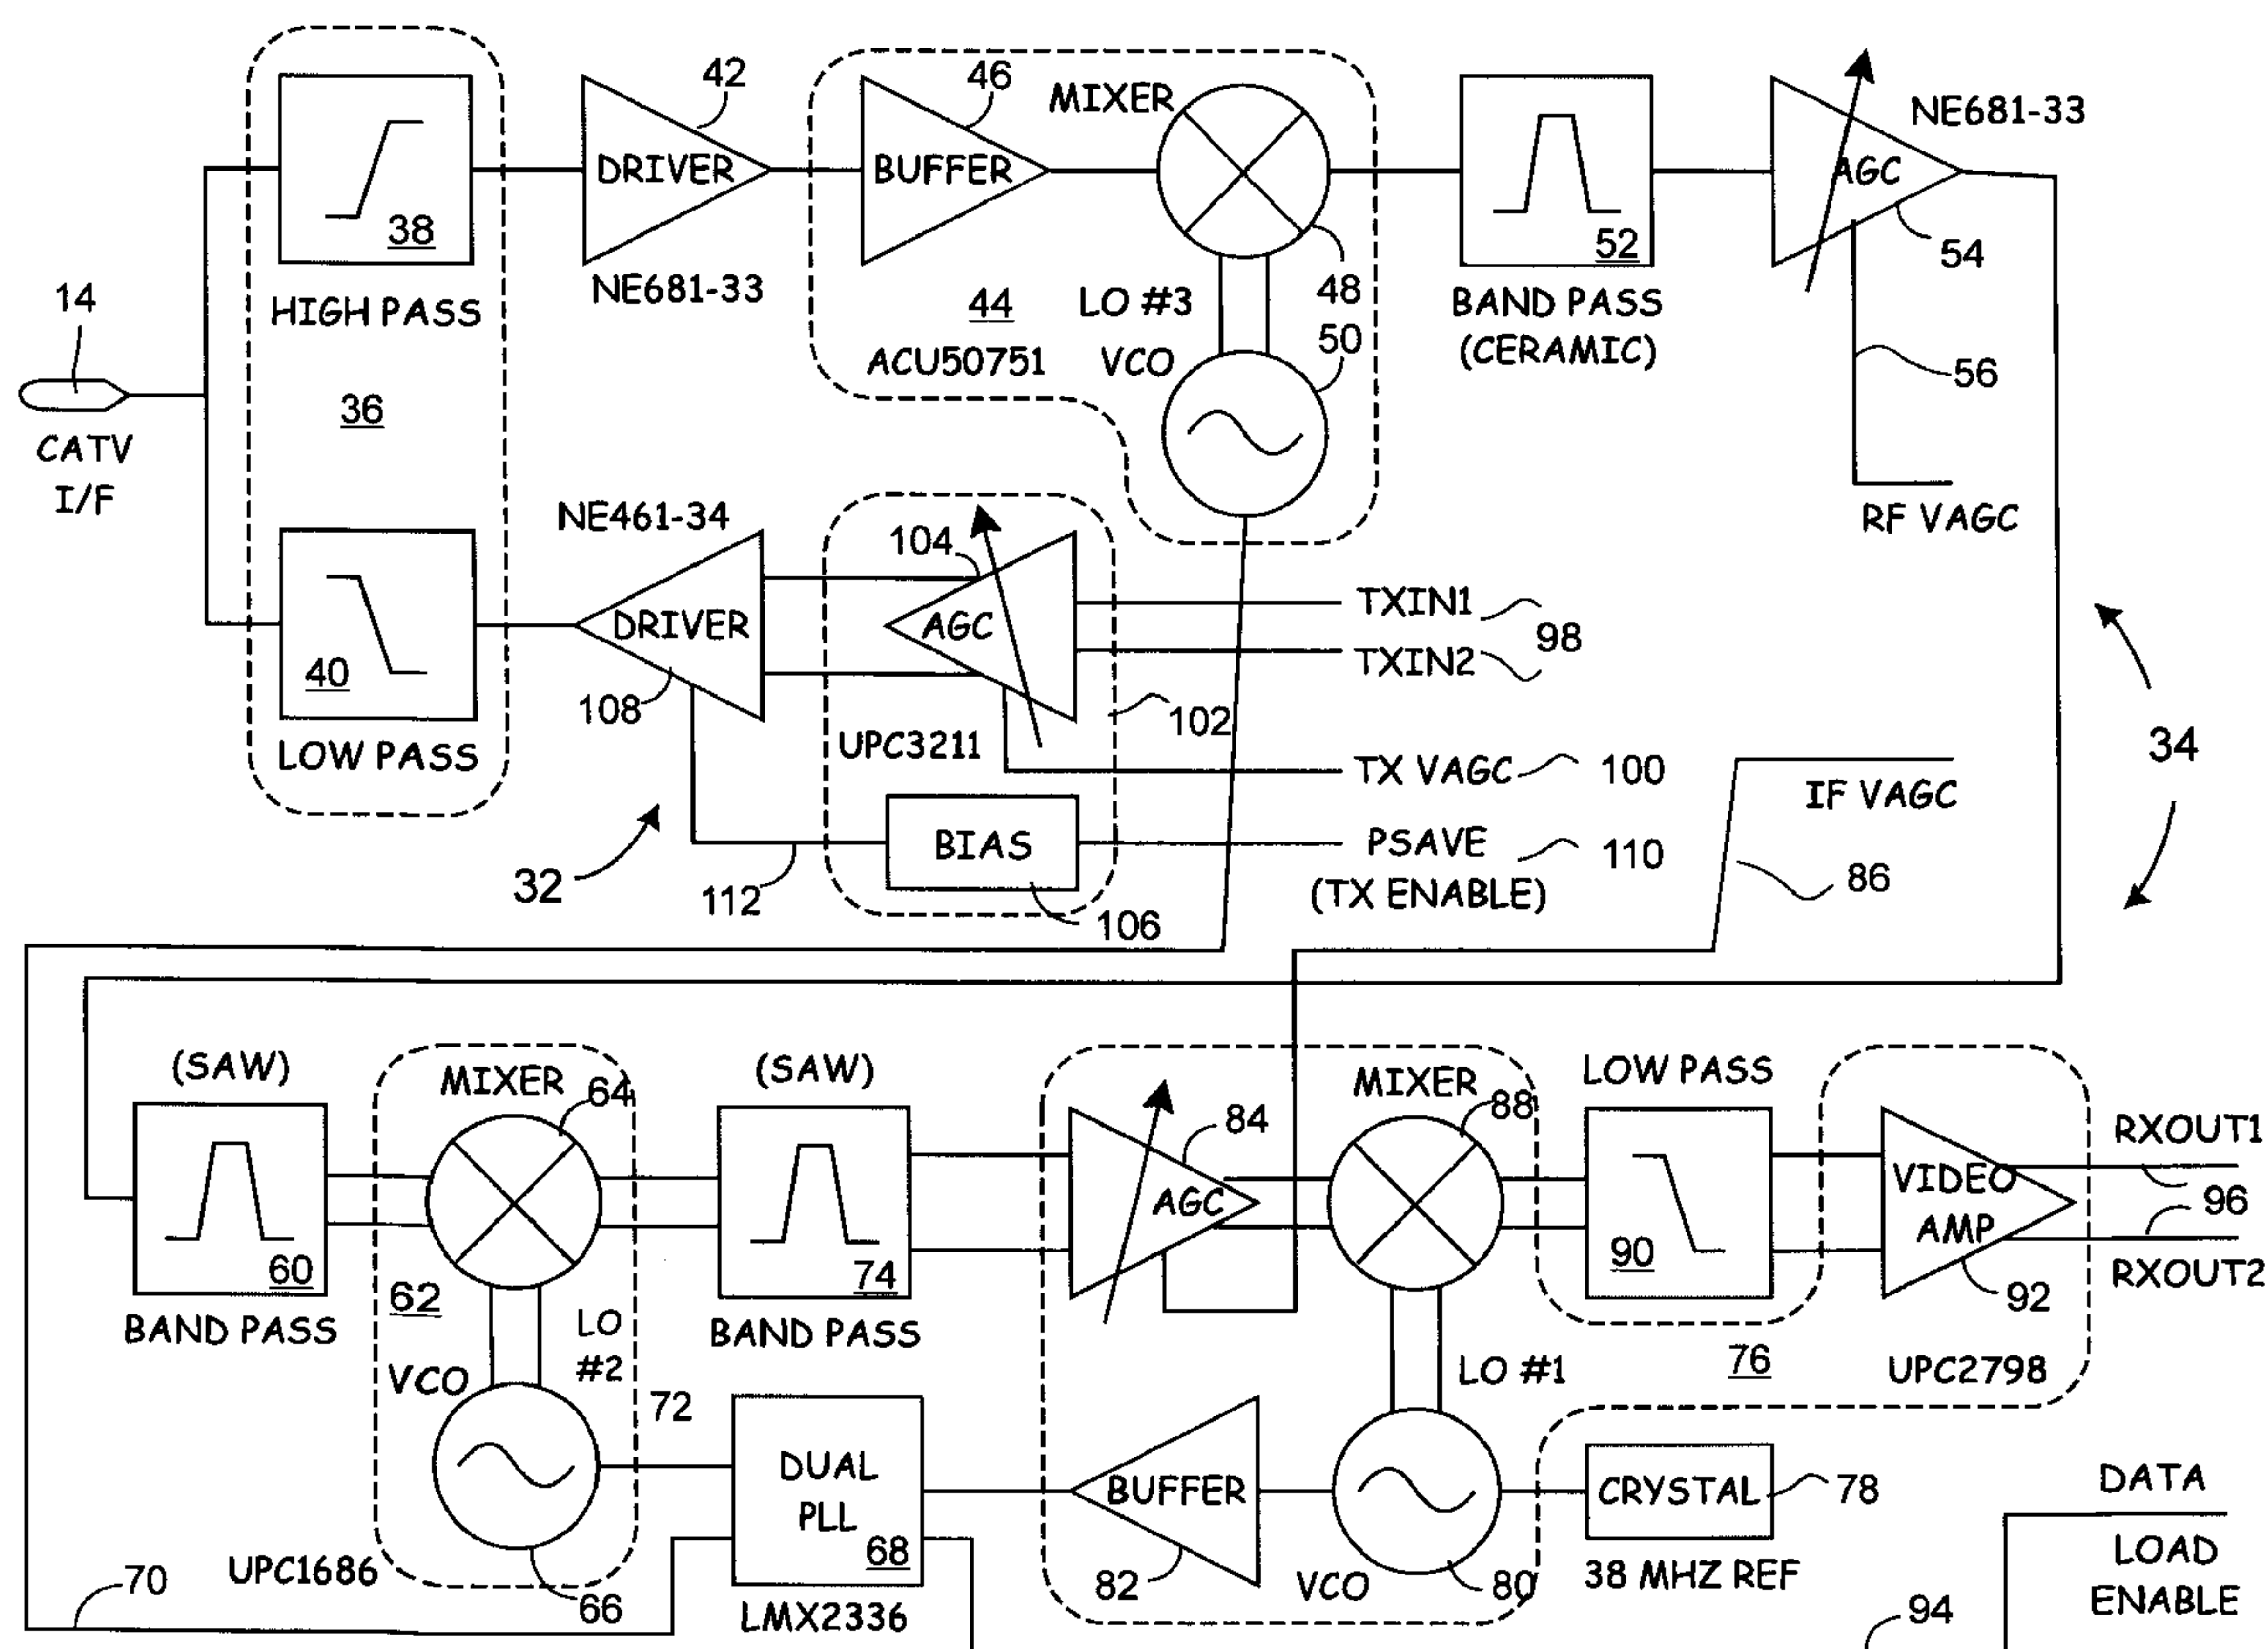 14
CATV
I/F
38
HIGH PASS
36
40
LOW PASS
42
DRIVER
NE681-33
46
BUFFER
MIXER
48
LO #3
44
ACU50751
VCO
50
52
BAND PASS
(CERAMIC)
NE681-33
AGC
54
56
RF VAGC
NE461-34
DRIVER
108
104
AGC
UPC3211
102
TXIN1
98
TXIN2
TX VAGC
100
BIAS
106
112
PSAVE
110
(TX ENABLE)
32
34
IF VAGC
86
(SAW)
60
BAND PASS
MIXER
64
62
LO
#2
VCO
66
UPC1686
70
72
(SAW)
74
BAND PASS
DUAL
PLL
68
LMX2336
84
AGC
MIXER
88
LO #1
BUFFER
82
VCO
80
LOW PASS
90
76
CRYSTAL
78
38 MHZ REF
VIDEO
AMP
92
UPC2798
RXOUT1
96
RXOUT2
DATA
LOAD
ENABLE
94